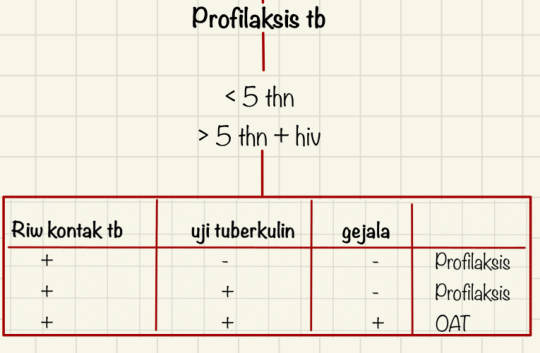 Profilaksis tb
< 5 thn
> 5 thn + hiv
Riw kontak tb uji tuberkulin gejala
+ - - Profilaksis
+ + - Profilaksis
+ + + OAT